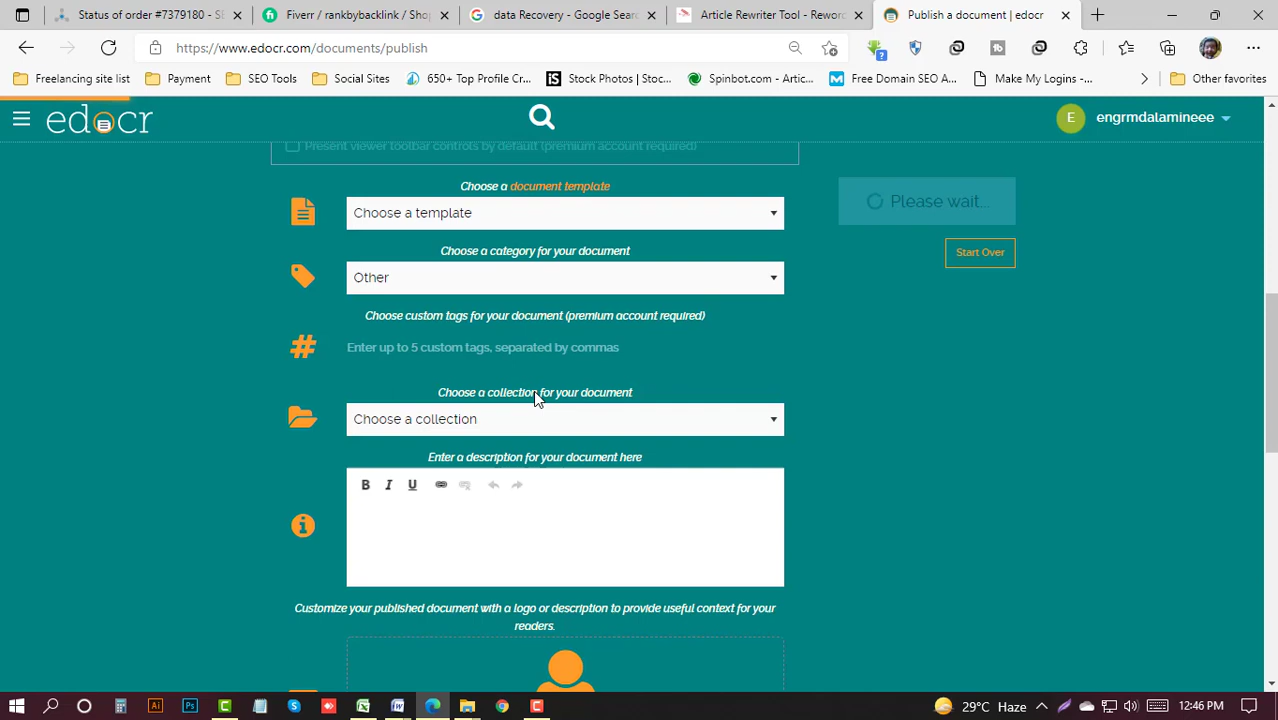 Status of order #7379180 - SE
Fiverr / rankybybacklink / Shop
data Recovery - Google Search
Article Rewriter Tool - Reword
Publish a document | edocr
https://www.edocr.com/documents/publish
Freelancing site list
Payment
SEO Tools
Social Sites
650+ Top Profile Cr...
Stock Photos | Stoc...
Spinbot.com - Artic...
Free Domain SEO A...
Make My Logins -...
Other favorites
edocr
E
engrmdalamineee
Present viewer toolbar controls by default (premium account required)
Choose a document template
Choose a template
Please wait...
Start Over
Choose a category for your document
Other
Choose custom tags for your document (premium account required)
# Enter up to 5 custom tags, separated by commas
Choose a collection for your document
Choose a collection
Enter a description for your document here
B I U
Customize your published document with a logo or description to provide useful context for your
readers.
29°C Haze
12:46 PM